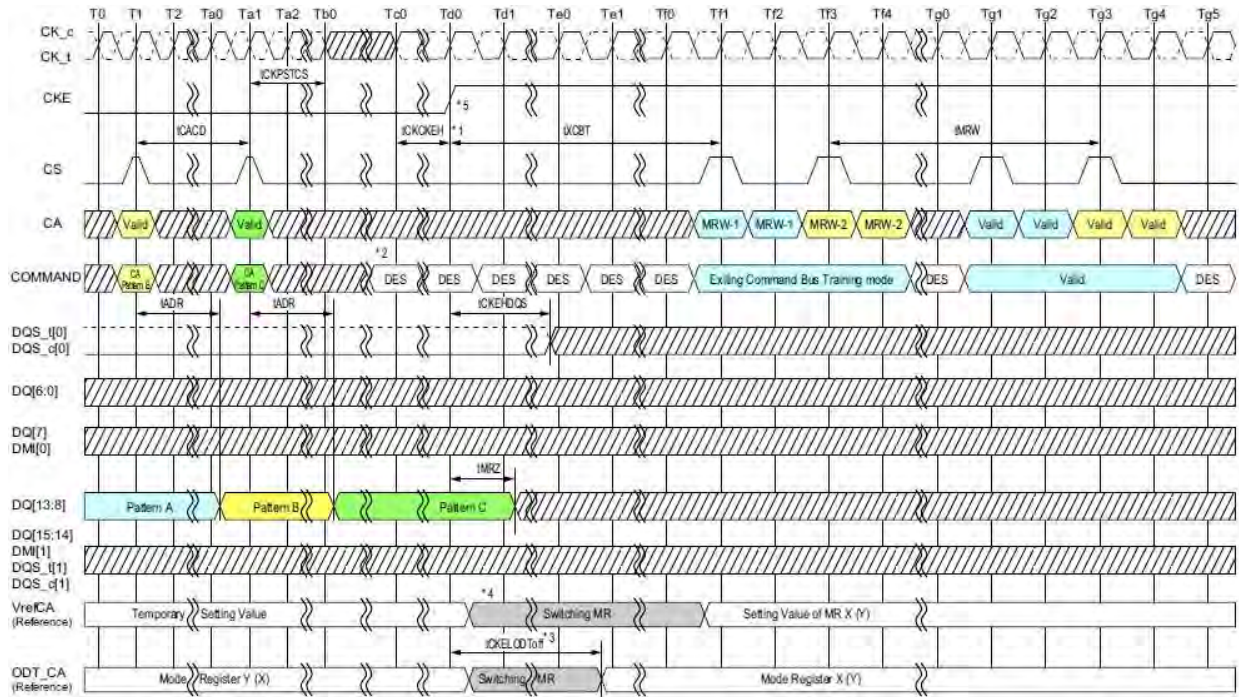 T0 T1 T2 Ta0 Ta1 Ta2 Tb0 Tc0 Td0 Td1 Te0 Te1 Tf0 Tf1 Tf2 Tf3 Tf4 Tg0 Tg1 Tg2 Tg3 Tg4 Tg5
CK_c
CK_t
tCKPSTCS
CKE
*5
tCACD tCKCKEH *1 tXCBT tMRW
CS
CA Valid Valid MRW-1 MRW-1 MRW-2 MRW-2 Valid Valid Valid Valid
*2
COMMAND CA Pattern B CA Pattern C DES DES DES DES DES DES Exiting Command Bus Training mode DES Valid DES
tADR tADR tCKEHDQS
DQS_t[0]
DQS_c[0]
DQ[6:0]
DQ[7]
DMI[0]
tMRZ
DQ[13:8] Pattern A Pattern B Pattern C
DQ[15:14]
DMI[1]
DQS_t[1]
DQS_c[1]
*4
VrefCA Temporary Setting Value Switching MR Setting Value of MR X (Y)
(Reference)
tCKELODToff *3
ODT_CA Mode Register Y (X) Switching MR Mode Register X (Y)
(Reference)